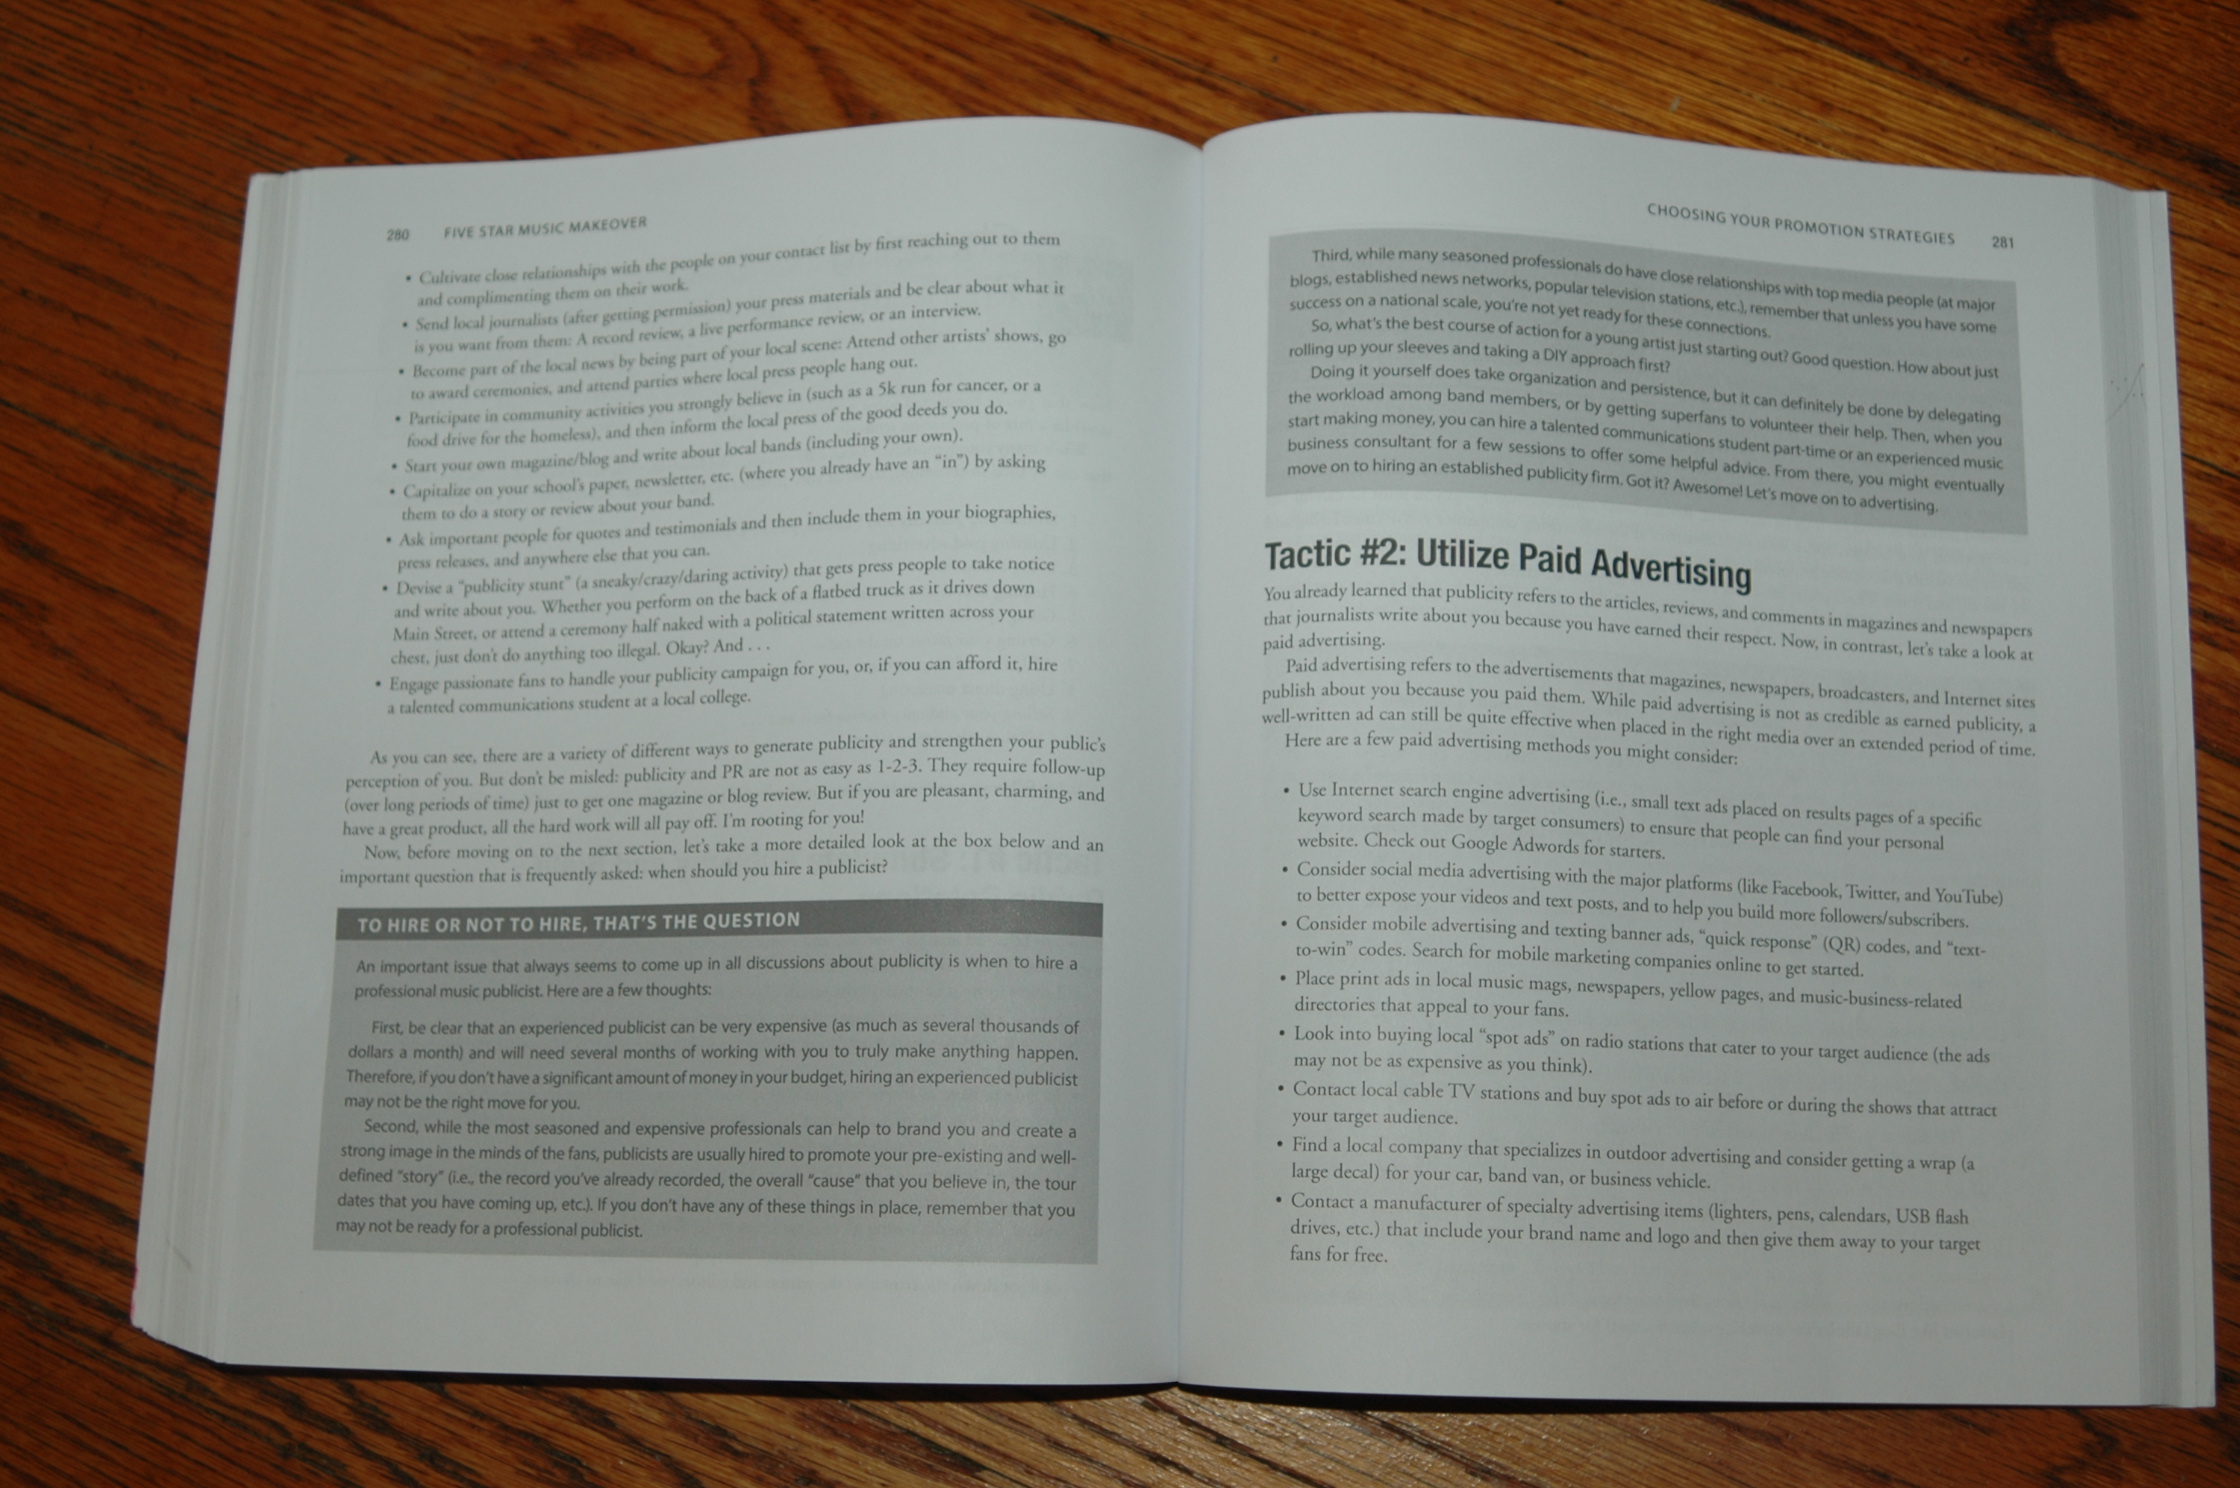 280 FIVE STAR MUSIC MAKEOVER
• Cultivate close relationships with the people on your contact list by first reaching out to them
and complimenting them on their work.
• Send local journalists (after getting permission) your press materials and be clear about what it
is you want from them: A record review, a live performance review, or an interview.
• Become part of the local news by being part of your local scene: Attend other artists' shows, go
to award ceremonies, and attend parties where local press people hang out.
• Participate in community activities you strongly believe in (such as a 5k run for cancer, or a
food drive for the homeless), and then inform the local press of the good deeds you do.
• Start your own magazine/blog and write about local bands (including your own).
• Capitalize on your school's paper, newsletter, etc. (where you already have an “in”) by asking
them to do a story or review about your band.
• Ask important people for quotes and testimonials and then include them in your biographies,
press releases, and anywhere else that you can.
• Devise a “publicity stunt” (a sneaky/crazy/daring activity) that gets press people to take notice
and write about you. Whether you perform on the back of a flatbed truck as it drives down
Main Street, or attend a ceremony half naked with a political statement written across your
chest, just don't do anything too illegal. Okay? And . . .
• Engage passionate fans to handle your publicity campaign for you, or, if you can afford it, hire
a talented communications student at a local college.
As you can see, there are a variety of different ways to generate publicity and strengthen your public's
perception of you. But don't be misled: publicity and PR are not as easy as 1-2-3. They require follow-up
(over long periods of time) just to get one magazine or blog review. But if you are pleasant, charming, and
have a great product, all the hard work will all pay off. I'm rooting for you!
Now, before moving on to the next section, let's take a more detailed look at the box below and an
important question that is frequently asked: when should you hire a publicist?
TO HIRE OR NOT TO HIRE, THAT'S THE QUESTION
An important issue that always seems to come up in all discussions about publicity is when to hire a
professional music publicist. Here are a few thoughts:
First, be clear that an experienced publicist can be very expensive (as much as several thousands of
dollars a month) and will need several months of working with you to truly make anything happen.
Therefore, if you don't have a significant amount of money in your budget, hiring an experienced publicist
may not be the right move for you.
Second, while the most seasoned and expensive professionals can help to brand you and create a
strong image in the minds of the fans, publicists are usually hired to promote your pre-existing and well-
defined “story” (i.e., the record you've already recorded, the overall “cause” that you believe in, the tour
dates that you have coming up, etc.). If you don't have any of these things in place, remember that you
may not be ready for a professional publicist.
CHOOSING YOUR PROMOTION STRATEGIES 281
Third, while many seasoned professionals do have close relationships with top media people (at major
blogs, established news networks, popular television stations, etc.), remember that unless you have some
success on a national scale, you're not yet ready for these connections.
So, what's the best course of action for a young artist just starting out? Good question. How about just
rolling up your sleeves and taking a DIY approach first?
Doing it yourself does take organization and persistence, but it can definitely be done by delegating
the workload among band members, or by getting superfans to volunteer their help. Then, when you
start making money, you can hire a talented communications student part-time or an experienced music
business consultant for a few sessions to offer some helpful advice. From there, you might eventually
move on to hiring an established publicity firm. Got it? Awesome! Let's move on to advertising.
Tactic #2: Utilize Paid Advertising
You already learned that publicity refers to the articles, reviews, and comments in magazines and newspapers
that journalists write about you because you have earned their respect. Now, in contrast, let's take a look at
paid advertising.
Paid advertising refers to the advertisements that magazines, newspapers, broadcasters, and Internet sites
publish about you because you paid them. While paid advertising is not as credible as earned publicity, a
well-written ad can still be quite effective when placed in the right media over an extended period of time.
Here are a few paid advertising methods you might consider:
• Use Internet search engine advertising (i.e., small text ads placed on results pages of a specific
keyword search made by target consumers) to ensure that people can find your personal
website. Check out Google Adwords for starters.
• Consider social media advertising with the major platforms (like Facebook, Twitter, and YouTube)
to better expose your videos and text posts, and to help you build more followers/subscribers.
• Consider mobile advertising and texting banner ads, “quick response” (QR) codes, and “text-
to-win” codes. Search for mobile marketing companies online to get started.
• Place print ads in local music mags, newspapers, yellow pages, and music-business-related
directories that appeal to your fans.
• Look into buying local “spot ads” on radio stations that cater to your target audience (the ads
may not be as expensive as you think).
• Contact local cable TV stations and buy spot ads to air before or during the shows that attract
your target audience.
• Find a local company that specializes in outdoor advertising and consider getting a wrap (a
large decal) for your car, band van, or business vehicle.
• Contact a manufacturer of specialty advertising items (lighters, pens, calendars, USB flash
drives, etc.) that include your brand name and logo and then give them away to your target
fans for free.